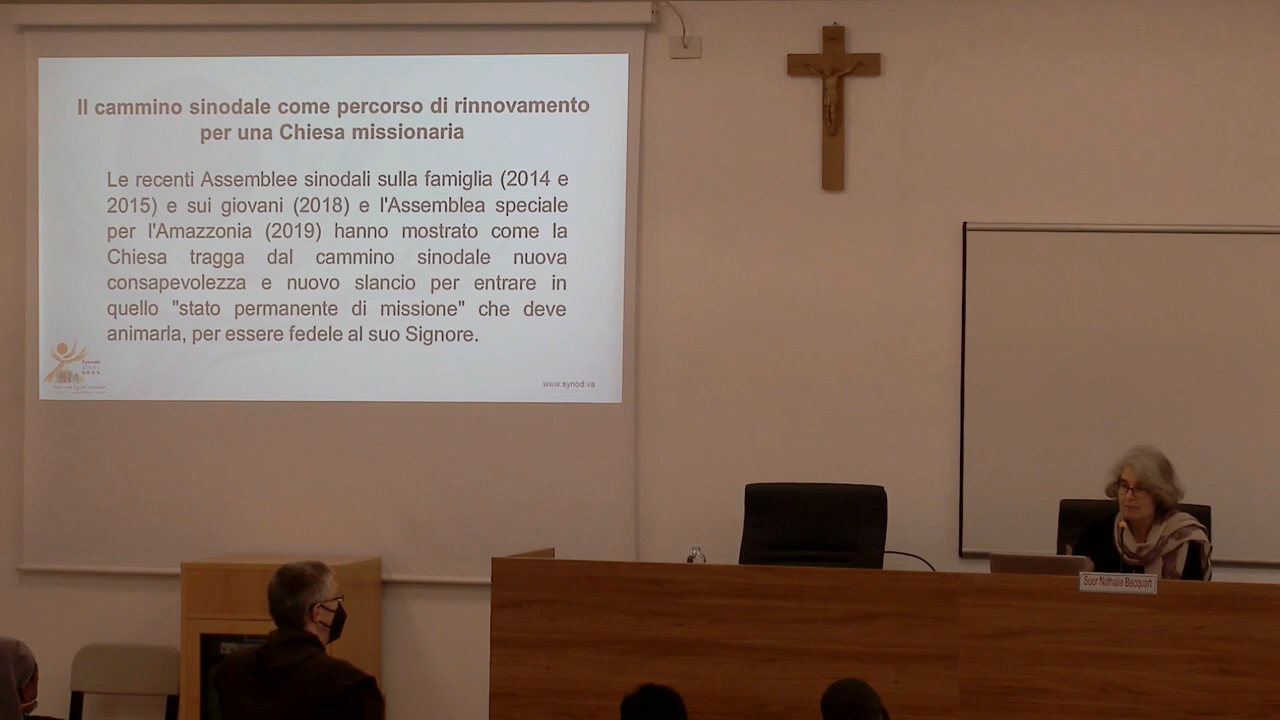 Il cammino sinodale come percorso di rinnovamento
per una Chiesa missionaria
Le recenti Assemblee sinodali sulla famiglia (2014 e
2015) e sui giovani (2018) e l'Assemblea speciale
per l'Amazzonia (2019) hanno mostrato come la
Chiesa tragga dal cammino sinodale nuova
consapevolezza e nuovo slancio per entrare in
quello "stato permanente di missione" che deve
animarla, per essere fedele al suo Signore.
www.synod.va
Suor Nathalie Becquart